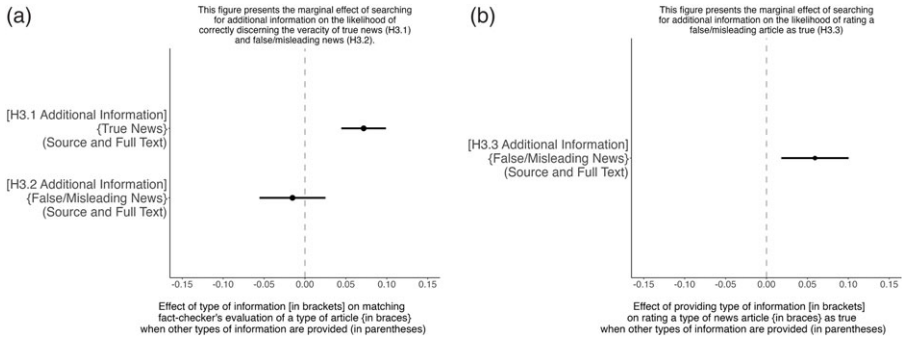 (a)
This figure presents the marginal effect of searching
for additional information on the likelihood of
correctly discerning the veracity of true news (H3.1)
and false/misleading news (H3.2).
[H3.1 Additional Information]
{True News}
(Source and Full Text)
[H3.2 Additional Information]
{False/Misleading News}
(Source and Full Text)
-0.15 -0.10 -0.05 0.00 0.05 0.10 0.15
Effect of type of information [in brackets] on matching
fact-checker's evaluation of a type of article {in braces}
when other types of information are provided (in parentheses)
(b)
This figure presents the marginal effect of searching
for additional information on the likelihood of rating a
false/misleading article as true (H3.3)
[H3.3 Additional Information]
{False/Misleading News}
(Source and Full Text)
-0.15 -0.10 -0.05 0.00 0.05 0.10 0.15
Effect of providing type of information [in brackets]
on rating a type of news article {in braces} as true
when other types of information are provided (in parentheses)